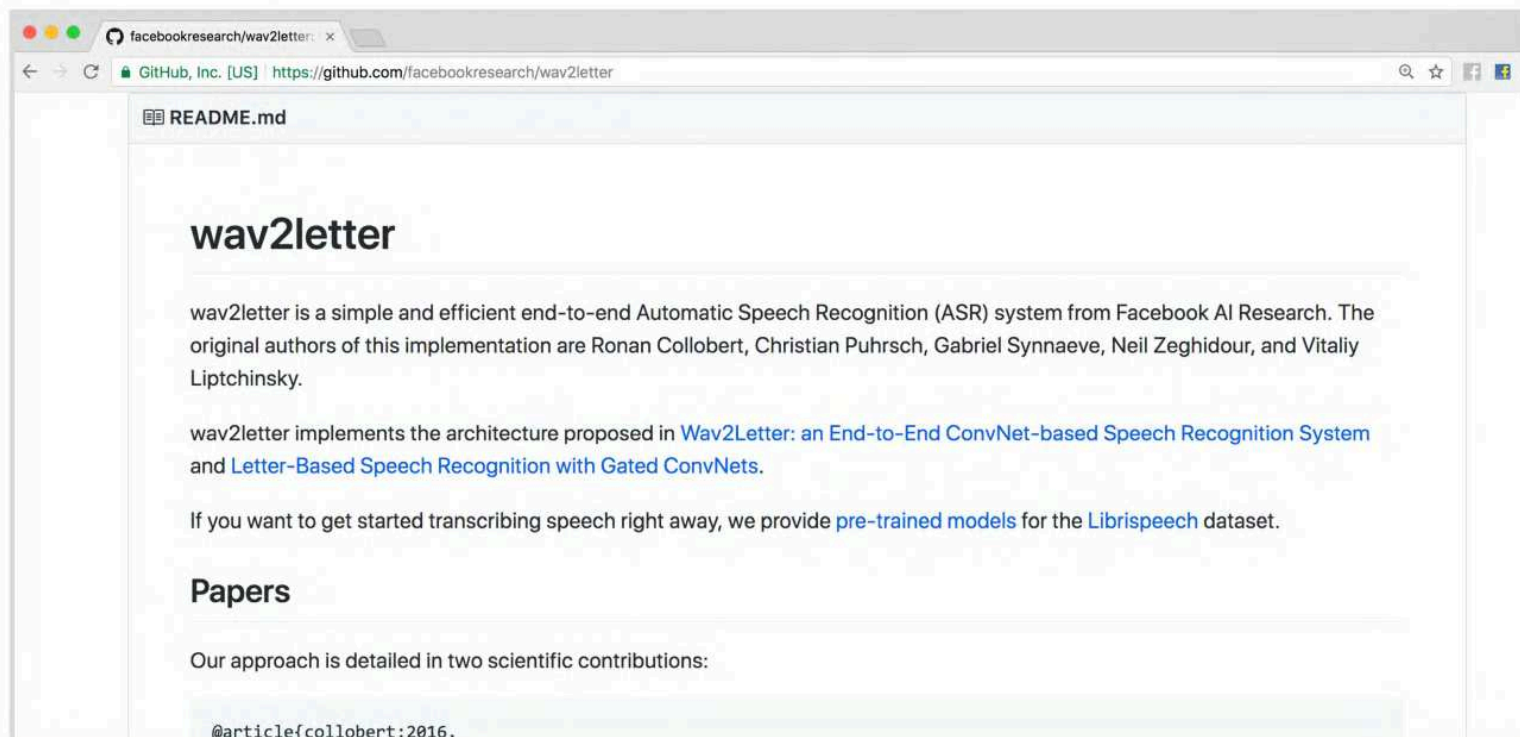 facebookresearch/wav2letter:
GitHub, Inc. [US] https://github.com/facebookresearch/wav2letter
README.md
wav2letter
wav2letter is a simple and efficient end-to-end Automatic Speech Recognition (ASR) system from Facebook AI Research. The
original authors of this implementation are Ronan Collobert, Christian Puhrsch, Gabriel Synnaeve, Neil Zeghidour, and Vitaliy
Liptchinsky.
wav2letter implements the architecture proposed in Wav2Letter: an End-to-End ConvNet-based Speech Recognition System
and Letter-Based Speech Recognition with Gated ConvNets.
If you want to get started transcribing speech right away, we provide pre-trained models for the Librispeech dataset.
Papers
Our approach is detailed in two scientific contributions:
@article{collobert:2016,